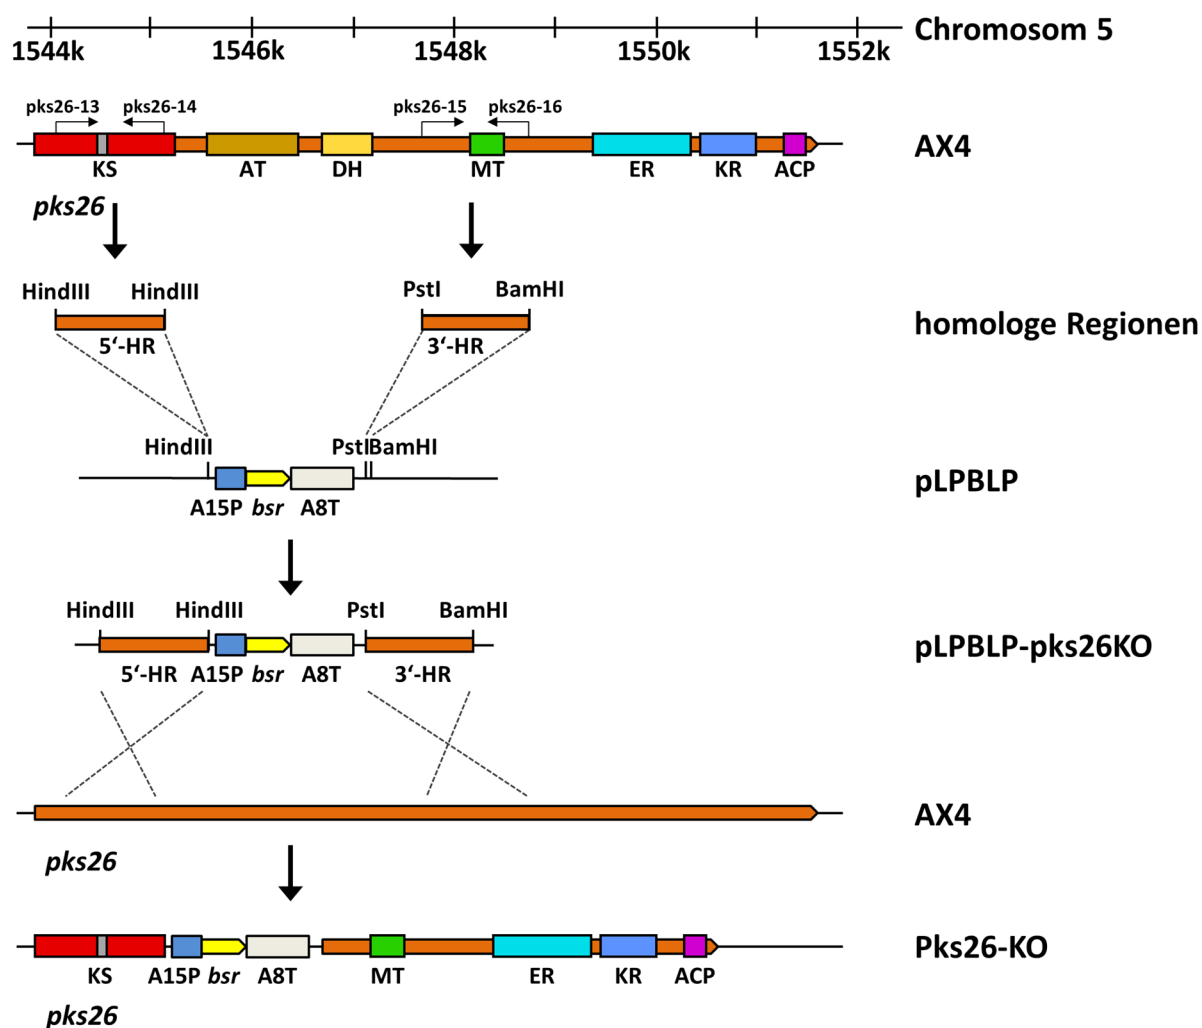 Chromosom 5
1544k 1546k 1548k 1550k 1552k
pks26-13 pks26-14 pks26-15 pks26-16
AX4
KS AT DH MT ER KR ACP
pks26
HindIII HindIII PstI BamHI
homologe Regionen
5‘-HR 3‘-HR
HindIII PstI BamHI
pLPBLP
A15P bsr A8T
HindIII HindIII PstI BamHI
pLPBLP-pks26KO
5‘-HR A15P bsr A8T 3‘-HR
AX4
pks26
Pks26-KO
KS A15P bsr A8T MT ER KR ACP
pks26